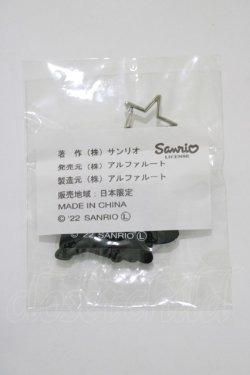 著 作 (株) サンリオ
Sanrio
LICENSE
発売元 (株) アルファルート
製造元 (株) アルファルート
販売地域：日本限定
MADE IN CHINA
© '22 SANRIO Ⓛ